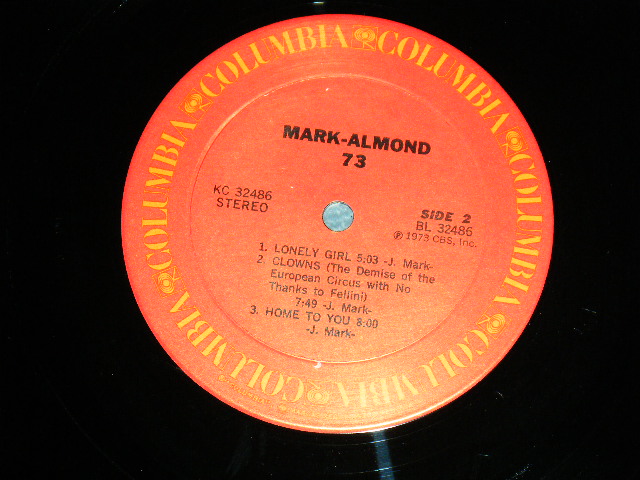 COLUMBIA COLUMBIA COLUMBIA COLUMBIA COLUMBIA COLUMBIA
MARK-ALMOND
73
KC 32486
STEREO
SIDE 2
BL 32486
℗ 1973 CBS, Inc.
1. LONELY GIRL 5:03 -J. Mark-
2. CLOWNS (The Demise of the
European Circus with No
Thanks to Fellini)
7:49 -J. Mark-
3. HOME TO YOU 8:00
-J. Mark-